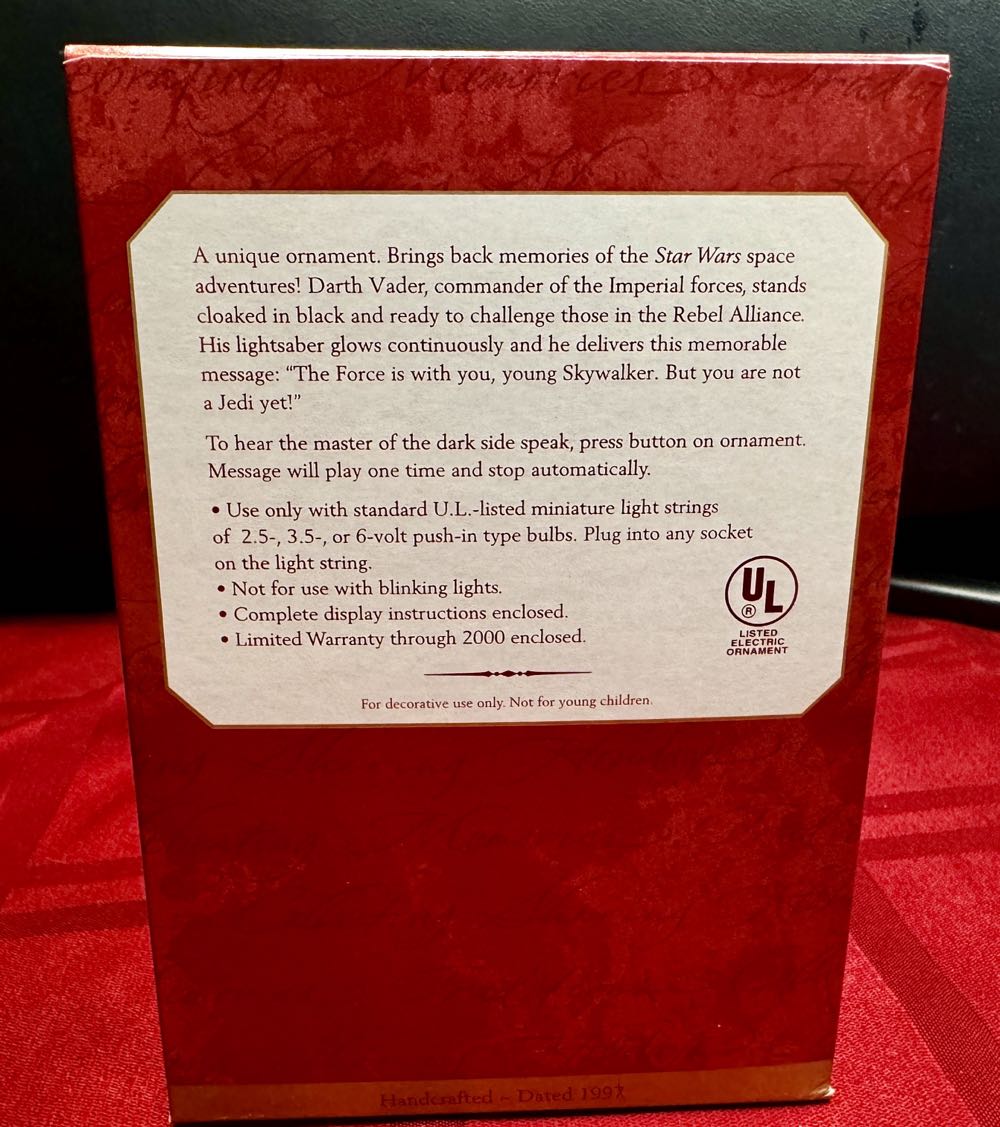 A unique ornament. Brings back memories of the Star Wars space
adventures! Darth Vader, commander of the Imperial forces, stands
cloaked in black and ready to challenge those in the Rebel Alliance.
His lightsaber glows continuously and he delivers this memorable
message: “The Force is with you, young Skywalker. But you are not
a Jedi yet!”
To hear the master of the dark side speak, press button on ornament.
Message will play one time and stop automatically.
• Use only with standard U.L.-listed miniature light strings
of 2.5-, 3.5-, or 6-volt push-in type bulbs. Plug into any socket
on the light string.
• Not for use with blinking lights.
• Complete display instructions enclosed.
• Limited Warranty through 2000 enclosed.
UL
®
LISTED
ELECTRIC
ORNAMENT
For decorative use only. Not for young children.
Handcrafted ~ Dated 1997